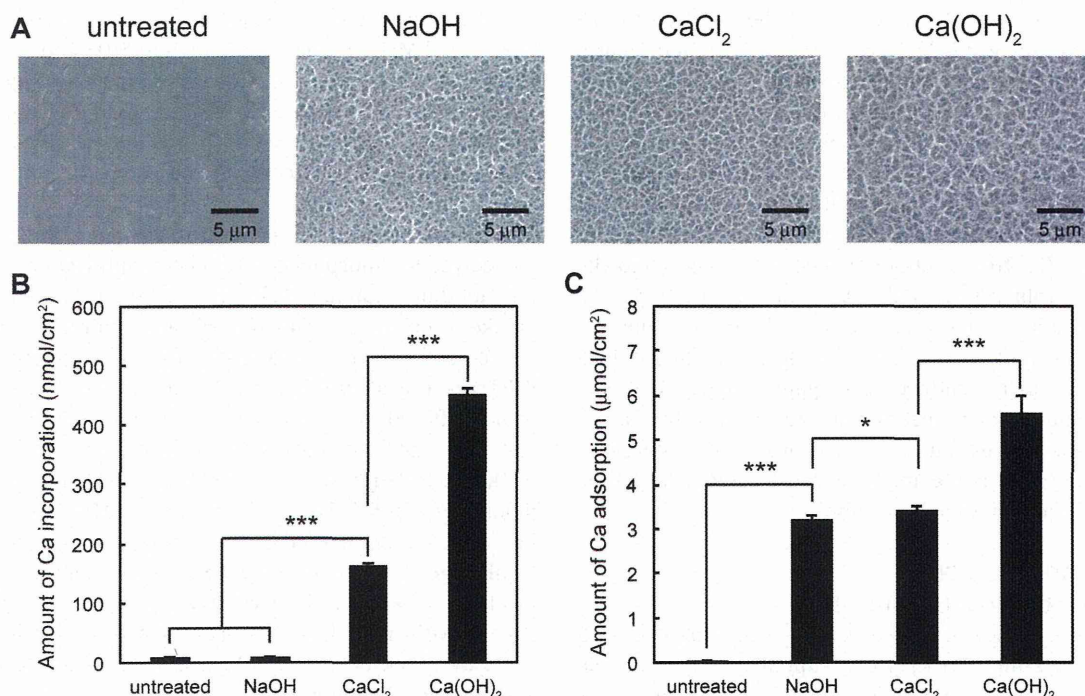 A
untreated
NaOH
CaCl₂
Ca(OH)₂
5 μm
5 μm
5 μm
5 μm
B
Amount of Ca incorporation (nmol/cm²)
600
500
400
300
200
100
0
***
***
untreated
NaOH
CaCl₂
Ca(OH)₂
C
Amount of Ca adsorption (μmol/cm²)
8
7
6
5
4
3
2
1
0
***
*
***
untreated
NaOH
CaCl₂
Ca(OH)₂